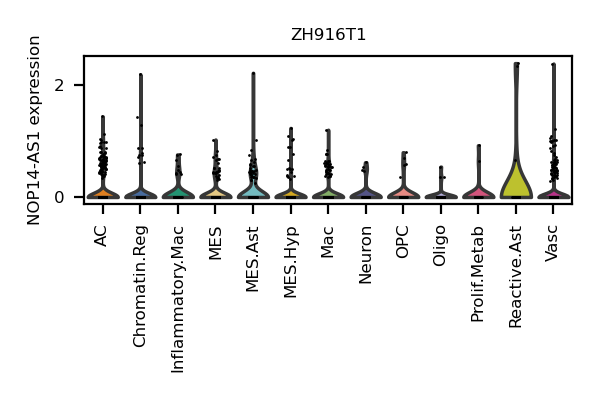 ZH916T1
NOP14-AS1 expression
2
0
AC
Chromatin.Reg
Inflammatory.Mac
MES
MES.Ast
MES.Hyp
Mac
Neuron
OPC
Oligo
Prolif.Metab
Reactive.Ast
Vasc